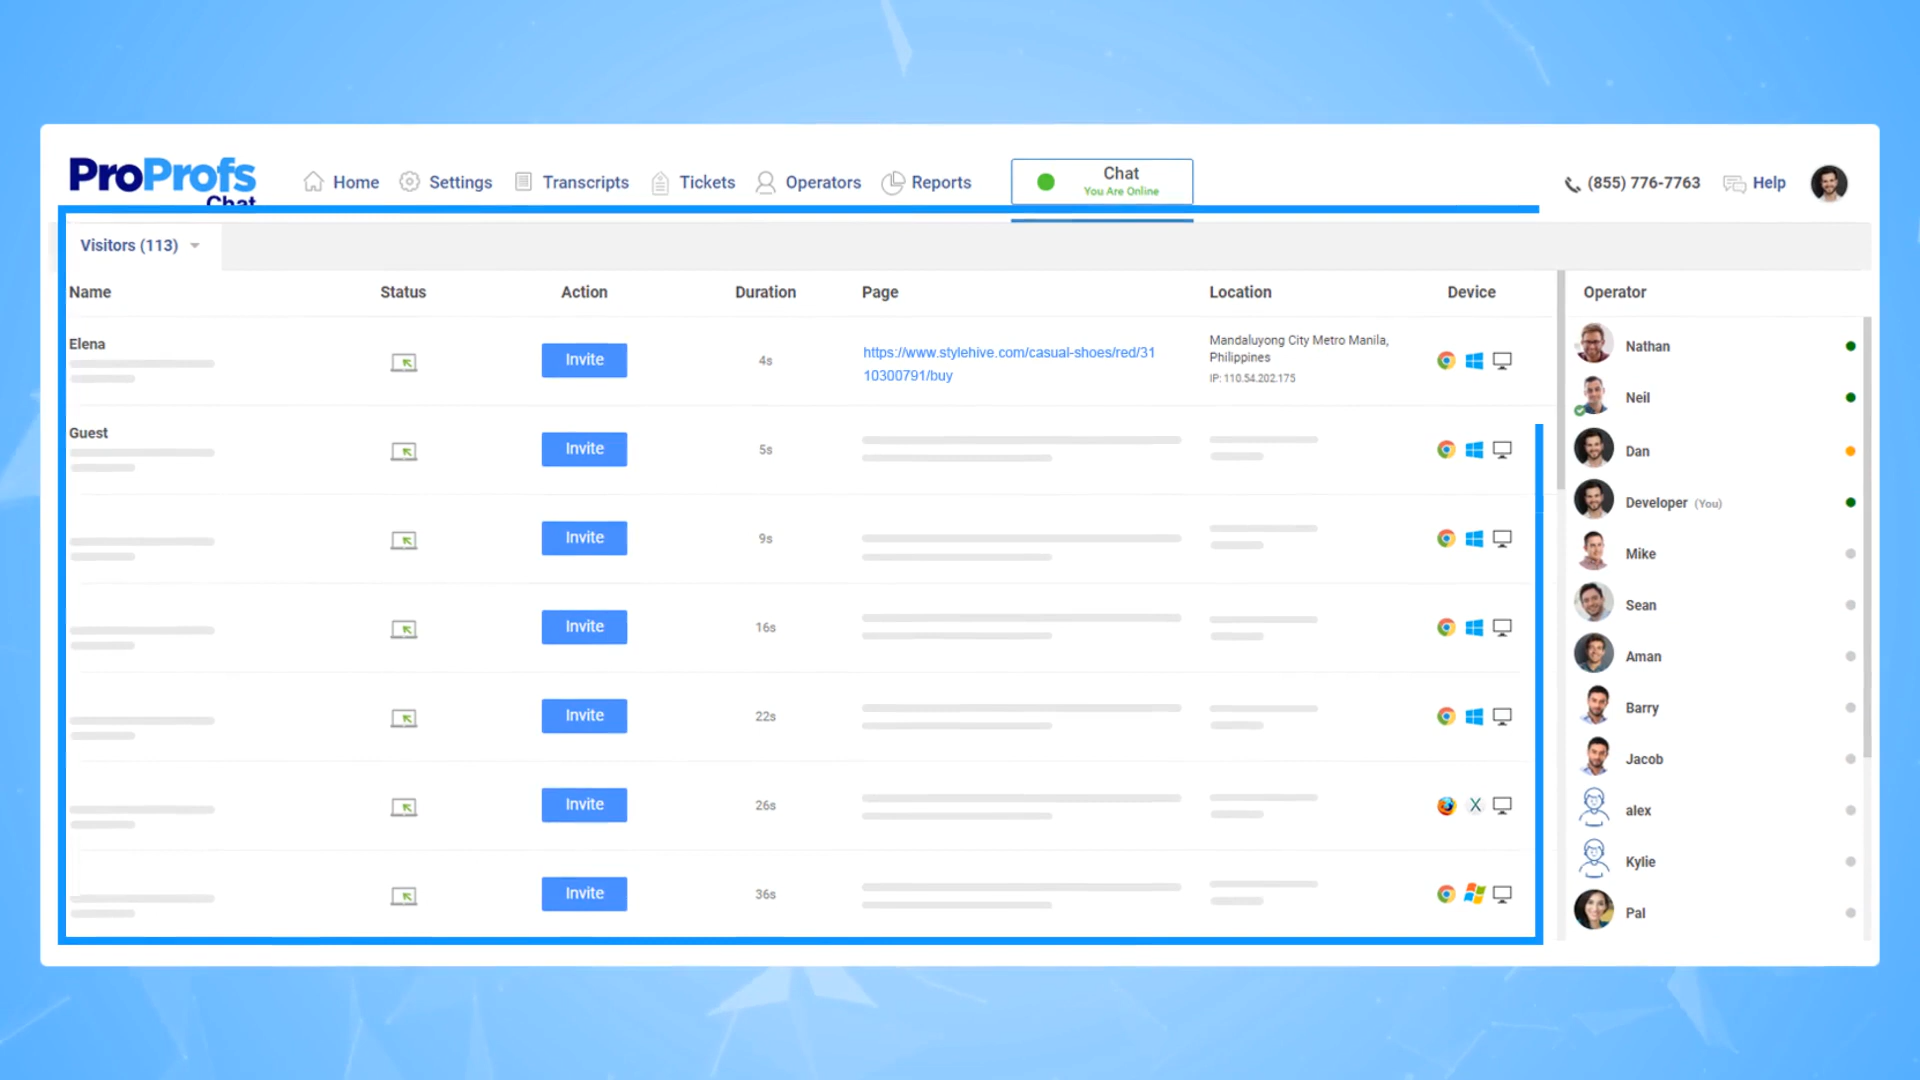 ProProfs
Chat
Home
Settings
Transcripts
Tickets
Operators
Reports
Chat
You Are Online
(855) 776-7763
Help
Visitors (113)
Name
Status
Action
Duration
Page
Location
Device
Operator
Elena
Invite
4s
https://www.stylehive.com/casual-shoes/red/31
10300791/buy
Mandaluyong City Metro Manila,
Philippines
IP: 110.54.202.175
Guest
Invite
5s
Invite
9s
Invite
16s
Invite
22s
Invite
26s
X
Invite
36s
Nathan
Neil
Dan
Developer (You)
Mike
Sean
Aman
Barry
Jacob
alex
Kylie
Pal